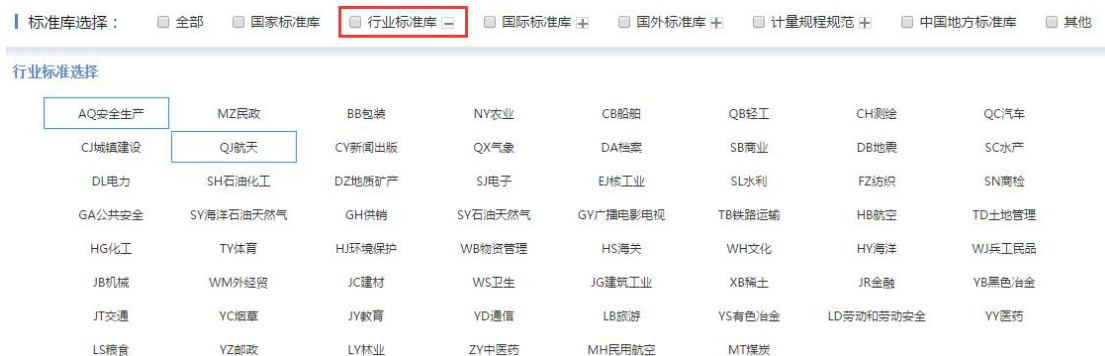 标准库选择： 全部 国家标准库 行业标准库 国际标准库 国外标准库 计量规程规范 中国地方标准库 其他
行业标准选择
AQ安全生产 MZ民政 BB包装 NY农业 CB船舶 QB轻工 CH测绘 QC汽车
CJ城镇建设 QJ航天 CY新闻出版 QX气象 DA档案 SB商业 DB地震 SC水产
DL电力 SH石油化工 DZ地质矿产 SJ电子 EJ核工业 SL水利 FZ纺织 SN商检
GA公共安全 SY海洋石油天然气 GH供销 SY石油天然气 GY广播电影电视 TB铁路运输 HB航空 TD土地管理
HG化工 TY体育 HJ环境保护 WB物资管理 HS海关 WH文化 HY海洋 WJ兵工民品
JB机械 WM外经贸 JC建材 WS卫生 JG建筑工业 XB稀土 JR金融 YB黑色冶金
JT交通 YC烟草 JY教育 YD通信 LB旅游 YS有色冶金 LD劳动和劳动安全 YY医药
LS粮食 YZ邮政 LY林业 ZY中医药 MH民用航空 MT煤炭